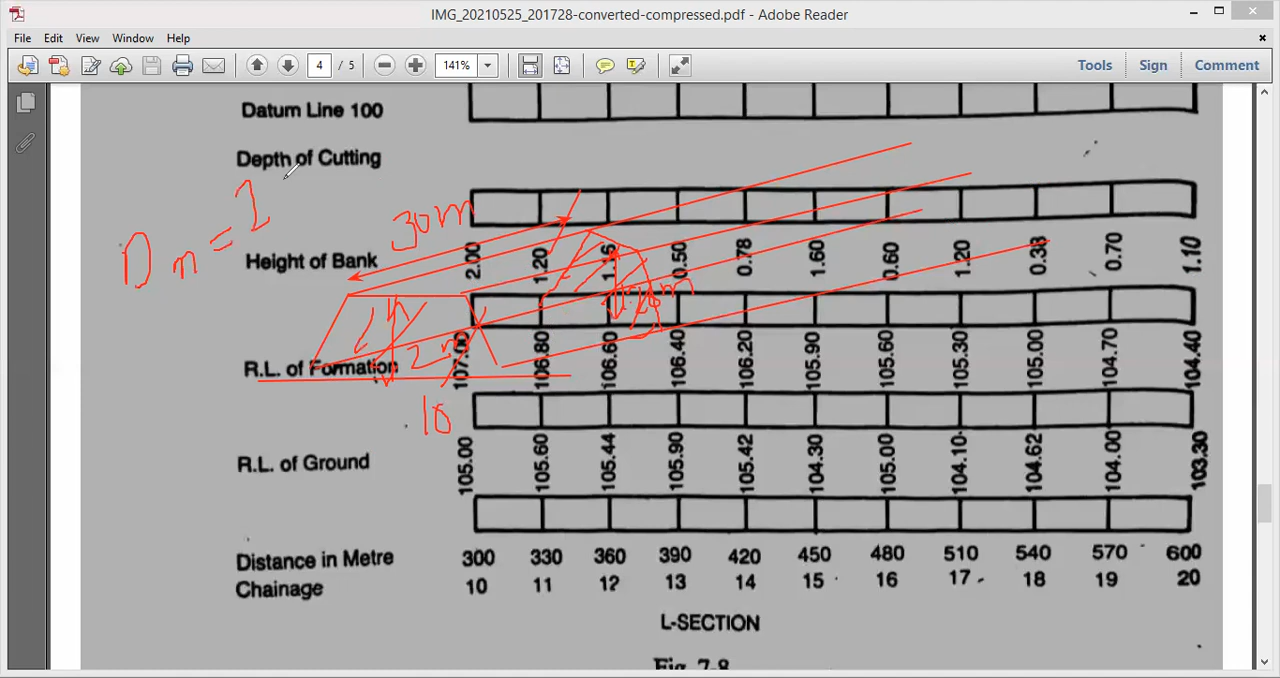 IMG_20210525_201728-converted-compressed.pdf - Adobe Reader
File Edit View Window Help
4 / 5 141% Tools Sign Comment
Datum Line 100
Depth of Cutting
Dm = 1
30m
Height of Bank 2.00 1.20 0.50 0.78 1.60 0.60 1.20 0.38 0.70 1.10
R.L. of Formation 107.00 106.80 106.60 106.40 106.20 105.90 105.60 105.30 105.00 104.70 104.40
10
R.L. of Ground 105.00 105.60 105.44 105.90 105.42 104.30 105.00 104.10 104.62 104.00 103.30
Distance in Metre 300 330 360 390 420 450 480 510 540 570 600
Chainage 10 11 12 13 14 15 16 17 18 19 20
L-SECTION
Fig. 7-8